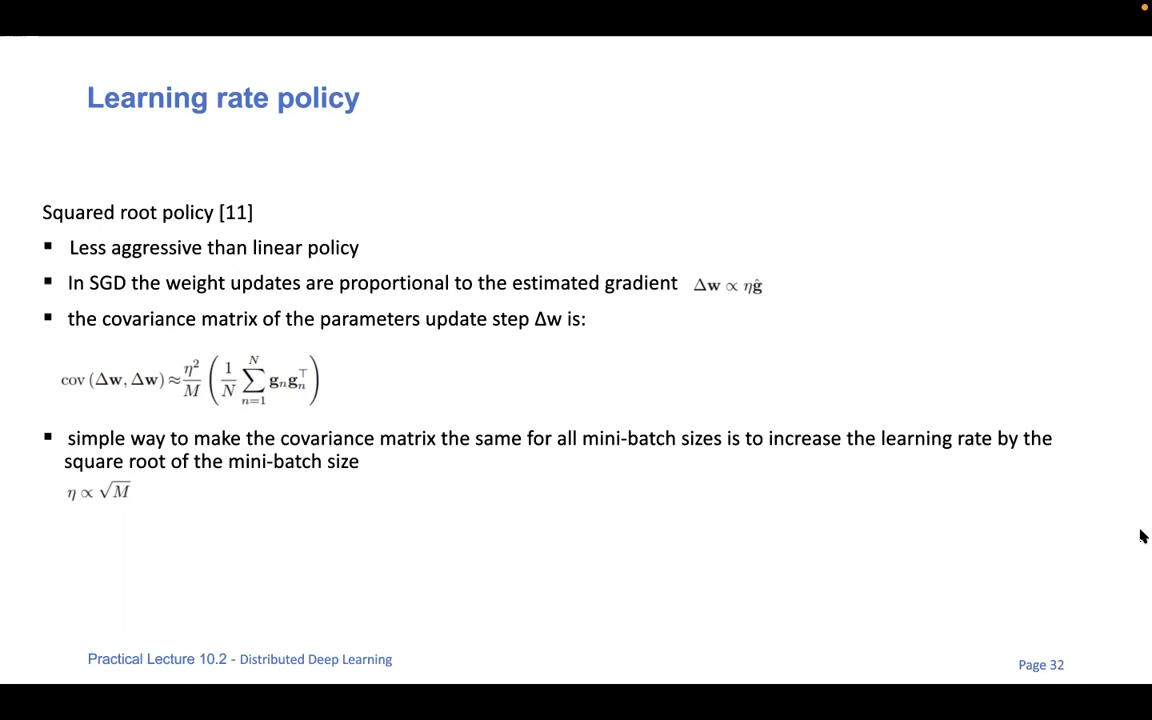 Learning rate policy
Squared root policy [11]
▪ Less aggressive than linear policy
▪ In SGD the weight updates are proportional to the estimated gradient Δw ∝ ηĝ
▪ the covariance matrix of the parameters update step Δw is:
cov (Δw, Δw) ≈ η²/M ( 1/N ∑ₙ₌₁ᴺ gₙgₙ⊤ )
▪ simple way to make the covariance matrix the same for all mini-batch sizes is to increase the learning rate by the
square root of the mini-batch size
η ∝ √M
Practical Lecture 10.2 - Distributed Deep Learning
Page 32